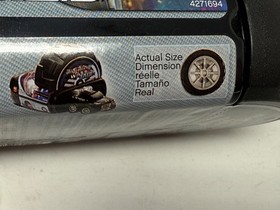 4271694
Actual Size
Dimension
réelle
Tamaño
Real